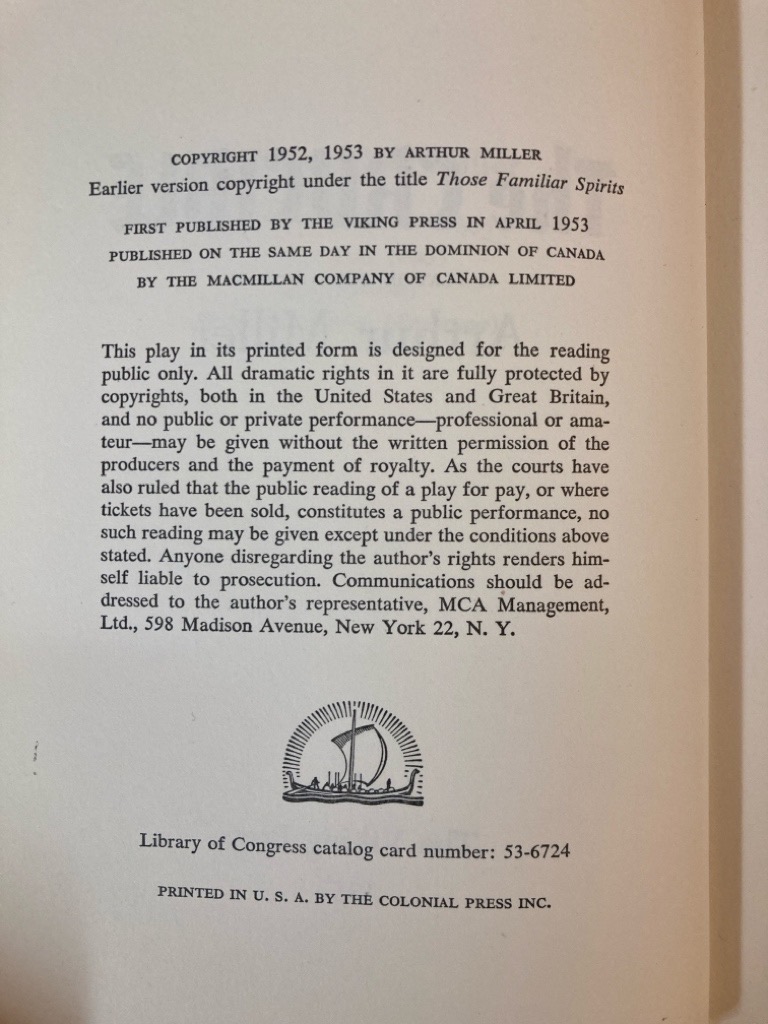 COPYRIGHT 1952, 1953 BY ARTHUR MILLER
Earlier version copyright under the title Those Familiar Spirits
FIRST PUBLISHED BY THE VIKING PRESS IN APRIL 1953
PUBLISHED ON THE SAME DAY IN THE DOMINION OF CANADA
BY THE MACMILLAN COMPANY OF CANADA LIMITED
This play in its printed form is designed for the reading
public only. All dramatic rights in it are fully protected by
copyrights, both in the United States and Great Britain,
and no public or private performance—professional or ama-
teur—may be given without the written permission of the
producers and the payment of royalty. As the courts have
also ruled that the public reading of a play for pay, or where
tickets have been sold, constitutes a public performance, no
such reading may be given except under the conditions above
stated. Anyone disregarding the author's rights renders him-
self liable to prosecution. Communications should be ad-
dressed to the author's representative, MCA Management,
Ltd., 598 Madison Avenue, New York 22, N. Y.
Library of Congress catalog card number: 53-6724
PRINTED IN U. S. A. BY THE COLONIAL PRESS INC.